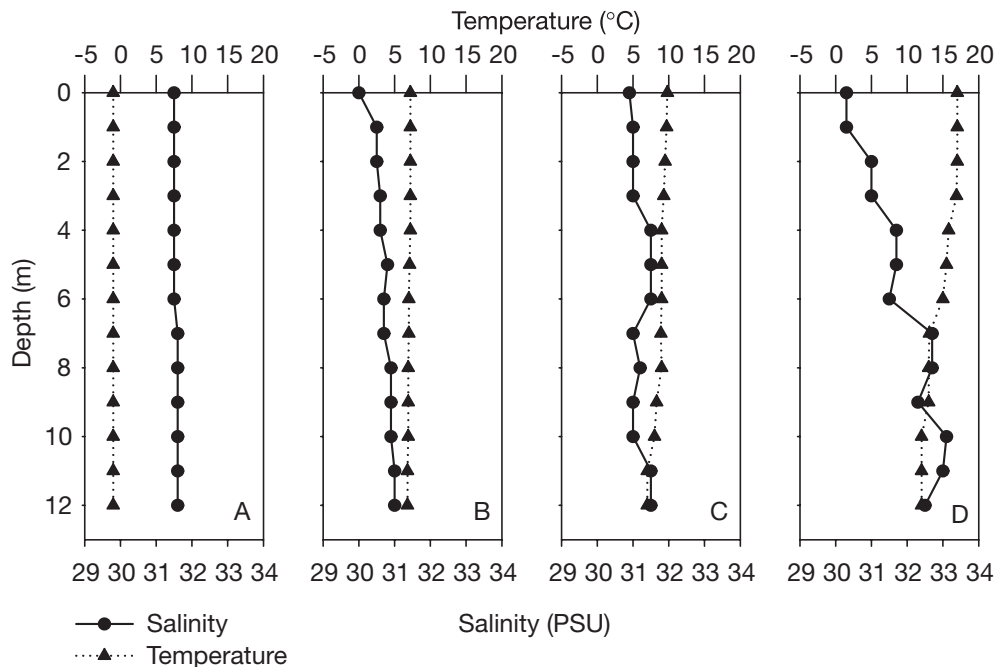 Temperature (°C)
-5 0 5 10 15 20 -5 0 5 10 15 20 -5 0 5 10 15 20 -5 0 5 10 15 20
0
2
4
6
8
10
12
Depth (m)
A B C D
29 30 31 32 33 34 29 30 31 32 33 34 29 30 31 32 33 34 29 30 31 32 33 34
Salinity (PSU)
Salinity
Temperature